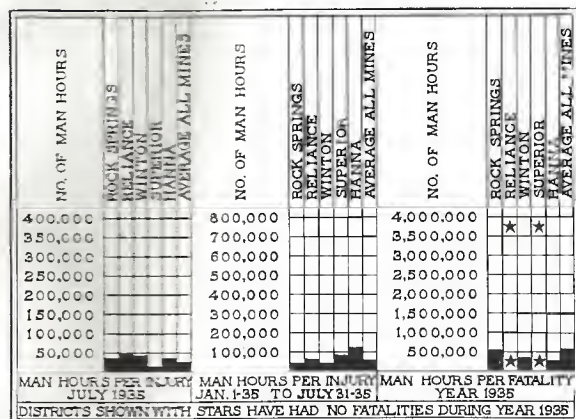 NO. OF MAN HOURS
ROCK SPRINGS
RELIANCE
WINTON
SUPERIOR
HANNA
AVERAGE ALL MINES
400,000
350,000
300,000
250,000
200,000
150,000
100,000
50,000
MAN HOURS PER INJURY
JULY 1935
NO. OF MAN HOURS
ROCK SPRINGS
RELIANCE
WINTON
SUPERIOR
HANNA
AVERAGE ALL MINES
800,000
700,000
600,000
500,000
400,000
300,000
200,000
100,000
MAN HOURS PER INJURY
JAN. 1-35 TO JULY 31-35
NO. OF MAN HOURS
ROCK SPRINGS
RELIANCE
WINTON
SUPERIOR
HANNA
AVERAGE ALL MINES
4,000,000
3,500,000
3,000,000
2,500,000
2,000,000
1,500,000
1,000,000
500,000
MAN HOURS PER FATALITY
YEAR 1935
DISTRICTS SHOWN WITH STARS HAVE HAD NO FATALITIES DURING YEAR 1935